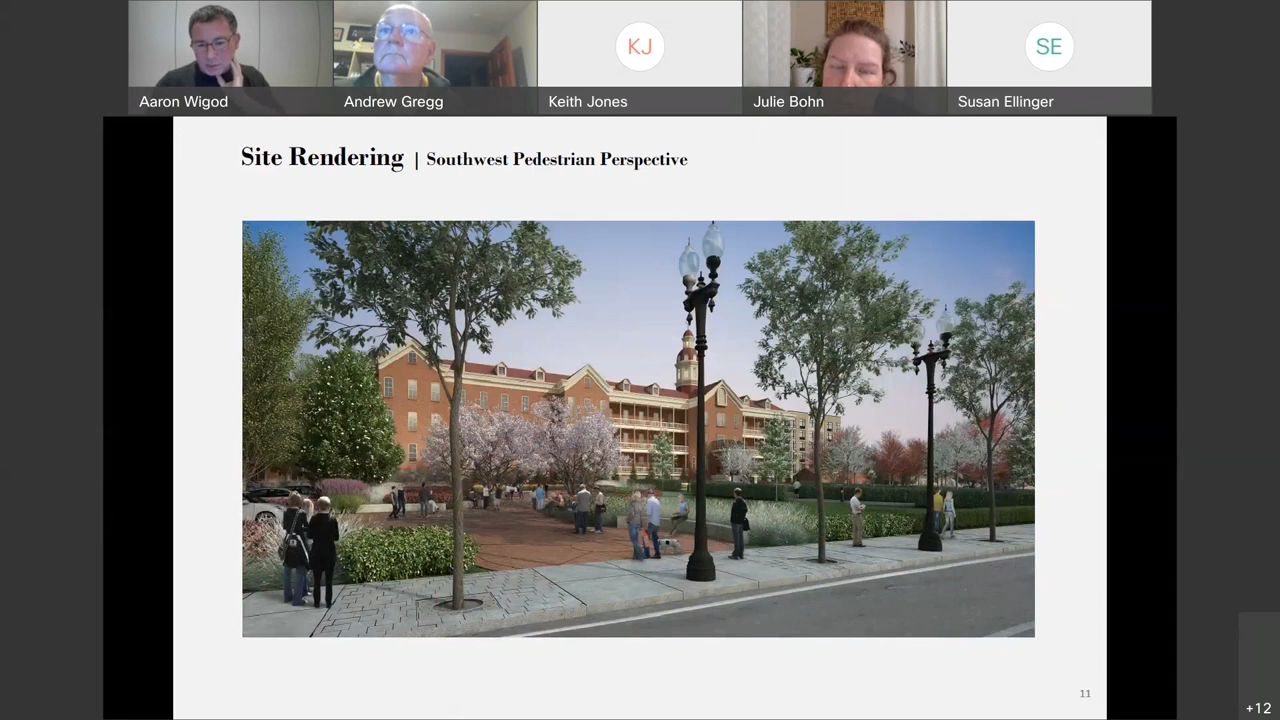 KJ
SE
Aaron Wigod
Andrew Gregg
Keith Jones
Julie Bohn
Susan Ellinger
Site Rendering | Southwest Pedestrian Perspective
11
+12